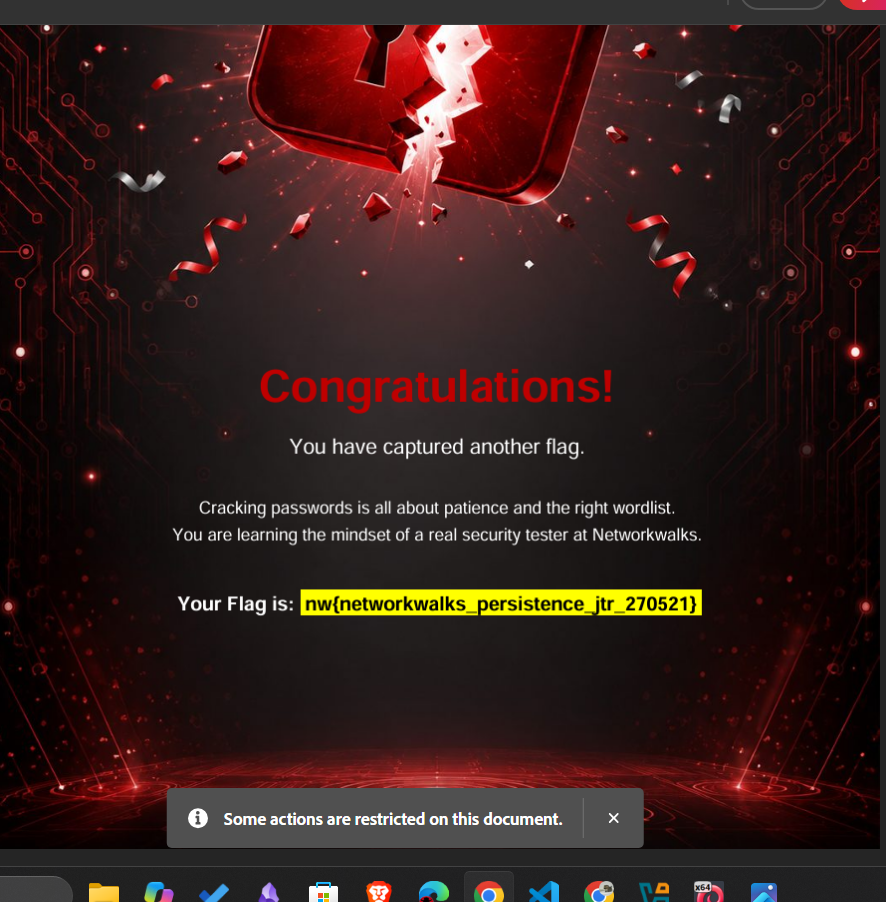 Congratulations!
You have captured another flag.
Cracking passwords is all about patience and the right wordlist.
You are learning the mindset of a real security tester at Networkwalks.
Your Flag is: nw{networkwalks_persistence_jtr_270521}
Some actions are restricted on this document.
x64